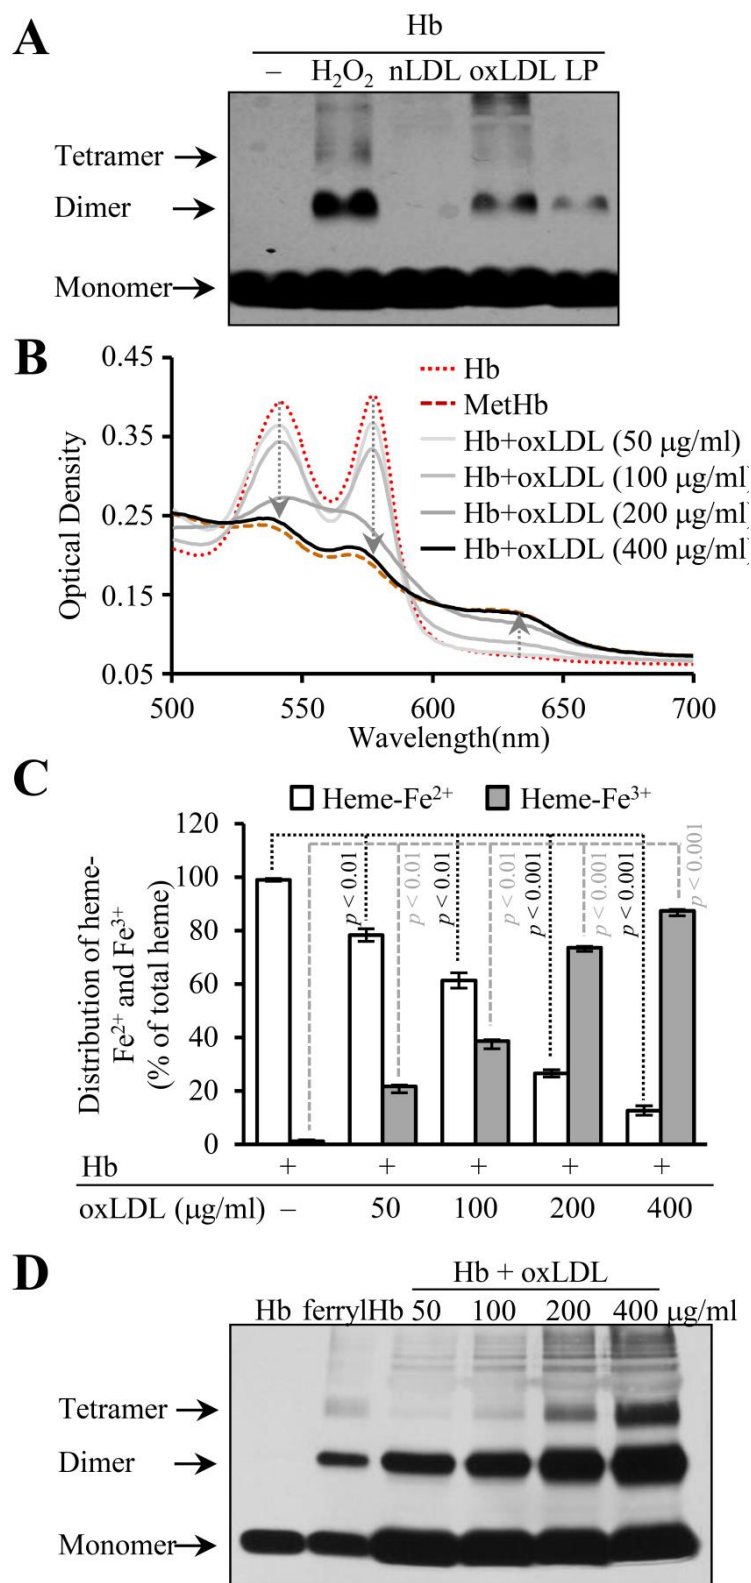 A
Hb
– H₂O₂ nLDL oxLDL LP
Tetramer
Dimer
Monomer
B
0.45
0.35
0.25
0.15
0.05
Optical Density
500 550 600 650 700
Wavelength(nm)
Hb
MetHb
Hb+oxLDL (50 μg/ml)
Hb+oxLDL (100 μg/ml)
Hb+oxLDL (200 μg/ml)
Hb+oxLDL (400 μg/ml)
C
Heme-Fe²⁺ Heme-Fe³⁺
Distribution of heme-
Fe²⁺ and Fe³⁺
(% of total heme)
120
100
80
60
40
20
0
p < 0.01
p < 0.01
p < 0.01
p < 0.01
p < 0.001
p < 0.001
p < 0.001
p < 0.001
Hb + + + + +
oxLDL (μg/ml) – 50 100 200 400
D
Hb + oxLDL
Hb ferrylHb 50 100 200 400 μg/ml
Tetramer
Dimer
Monomer